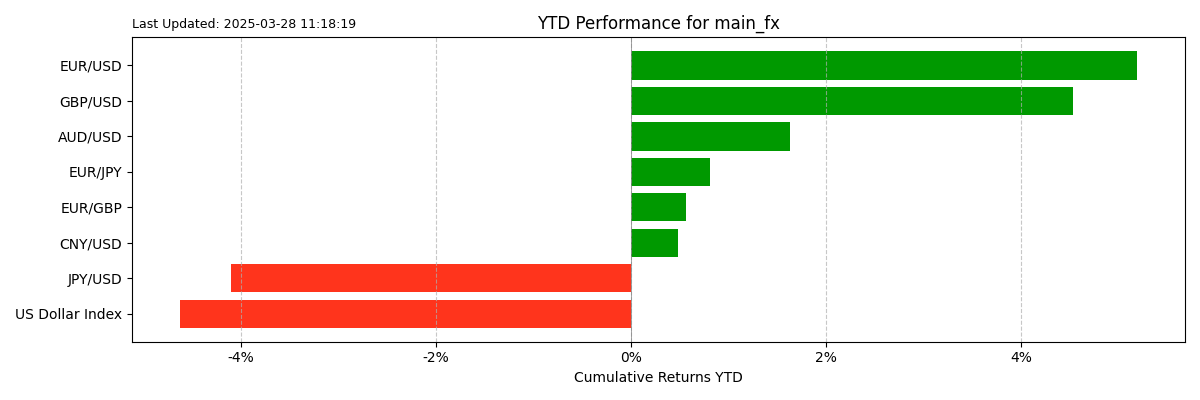 Last Updated: 2025-03-28 11:18:19
YTD Performance for main_fx
EUR/USD
GBP/USD
AUD/USD
EUR/JPY
EUR/GBP
CNY/USD
JPY/USD
US Dollar Index
-4% -2% 0% 2% 4%
Cumulative Returns YTD